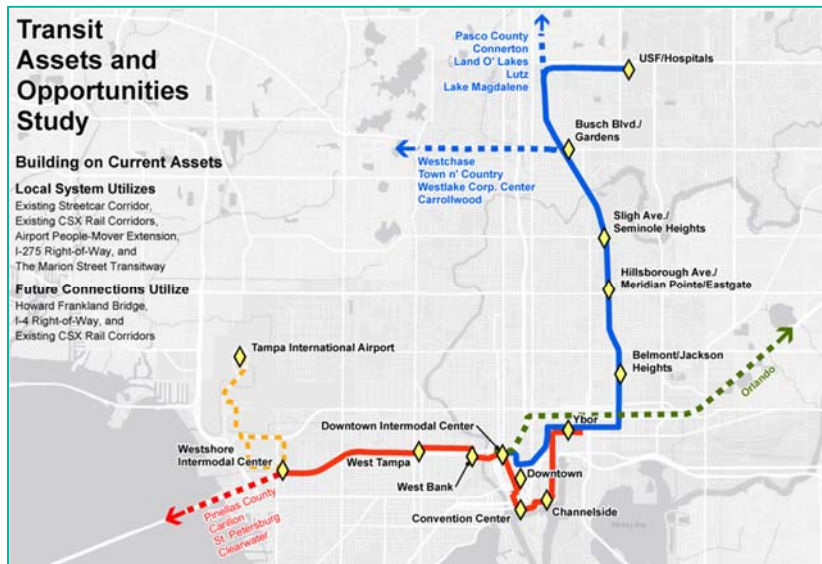 Transit
Assets and
Opportunities
Study
Building on Current Assets
Local System Utilizes
Existing Streetcar Corridor,
Existing CSX Rail Corridors,
Airport People-Mover Extension,
I-275 Right-of-Way, and
The Marion Street Transitway
Future Connections Utilize
Howard Frankland Bridge,
I-4 Right-of-Way, and
Existing CSX Rail Corridors
Pasco County
Connerton
Land O' Lakes
Lutz
Lake Magdalene
USF/Hospitals
Busch Blvd./
Gardens
Westchase
Town n' Country
Westlake Corp. Center
Carrollwood
Sligh Ave./
Seminole Heights
Hillsborough Ave./
Meridian Pointe/Eastgate
Tampa International Airport
Belmont/Jackson
Heights
Orlando
Ybor
Downtown Intermodal Center
Westshore
Intermodal Center
West Tampa
West Bank
Downtown
Convention Center
Channelside
Pinellas County
Carillon
St. Petersburg
Clearwater